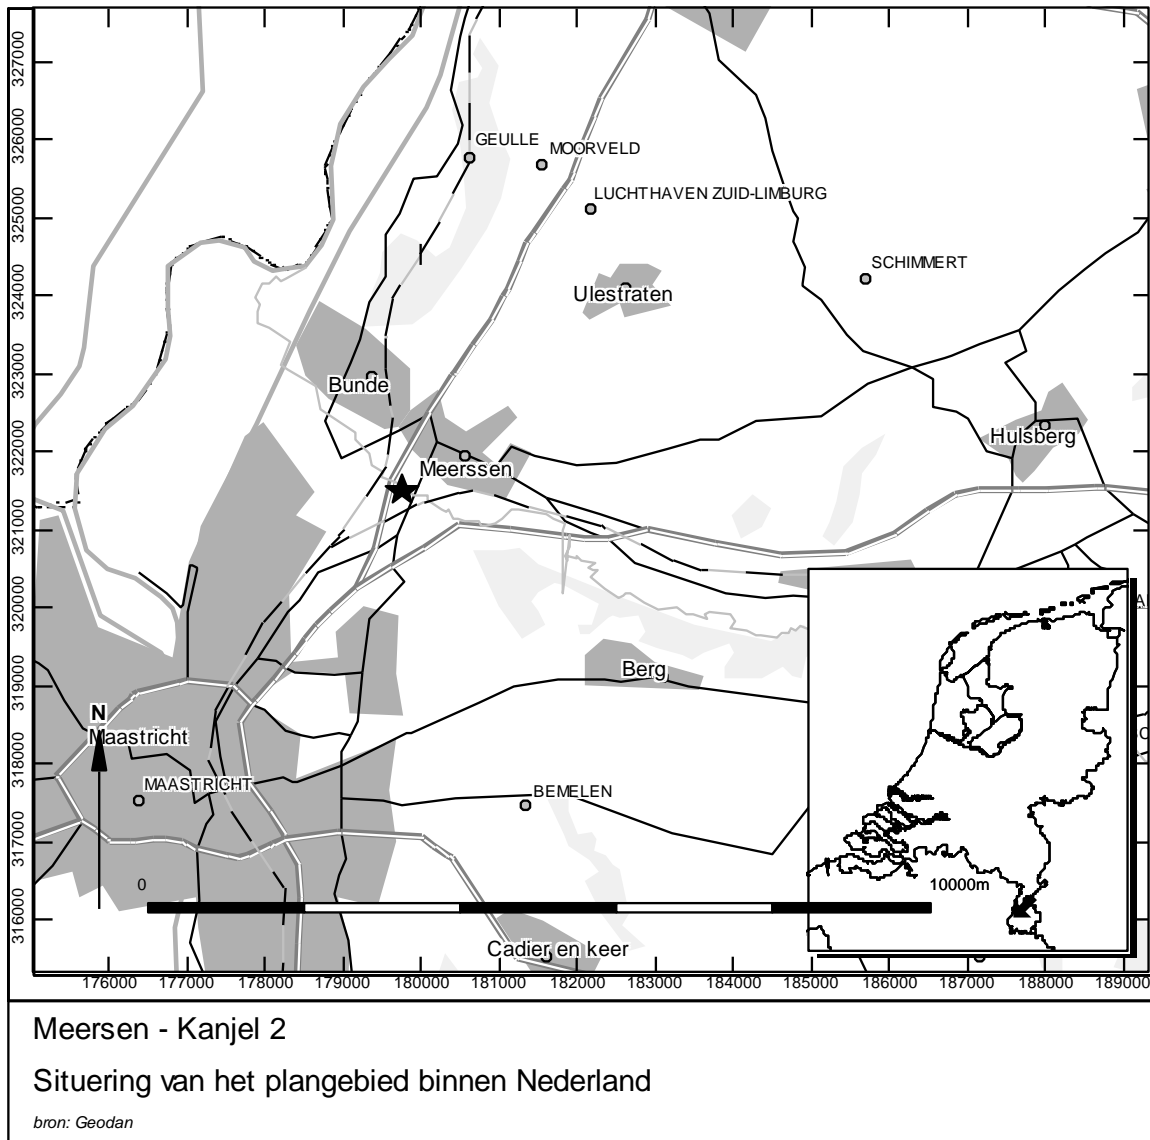 327000
326000
325000
324000
323000
322000
321000
320000
319000
318000
317000
316000
GEULLE
MOORVELD
LUCHTHAVEN ZUID-LIMBURG
SCHIMMERT
Ulestraten
Bunde
Hulsberg
Meerssen
Berg
N
Maastricht
MAASTRICHT
BEMELEN
0
10000m
Cadier en keer
176000 177000 178000 179000 180000 181000 182000 183000 184000 185000 186000 187000 188000 189000
Meersen - Kanjel 2
Situering van het plangebied binnen Nederland
bron: Geodan